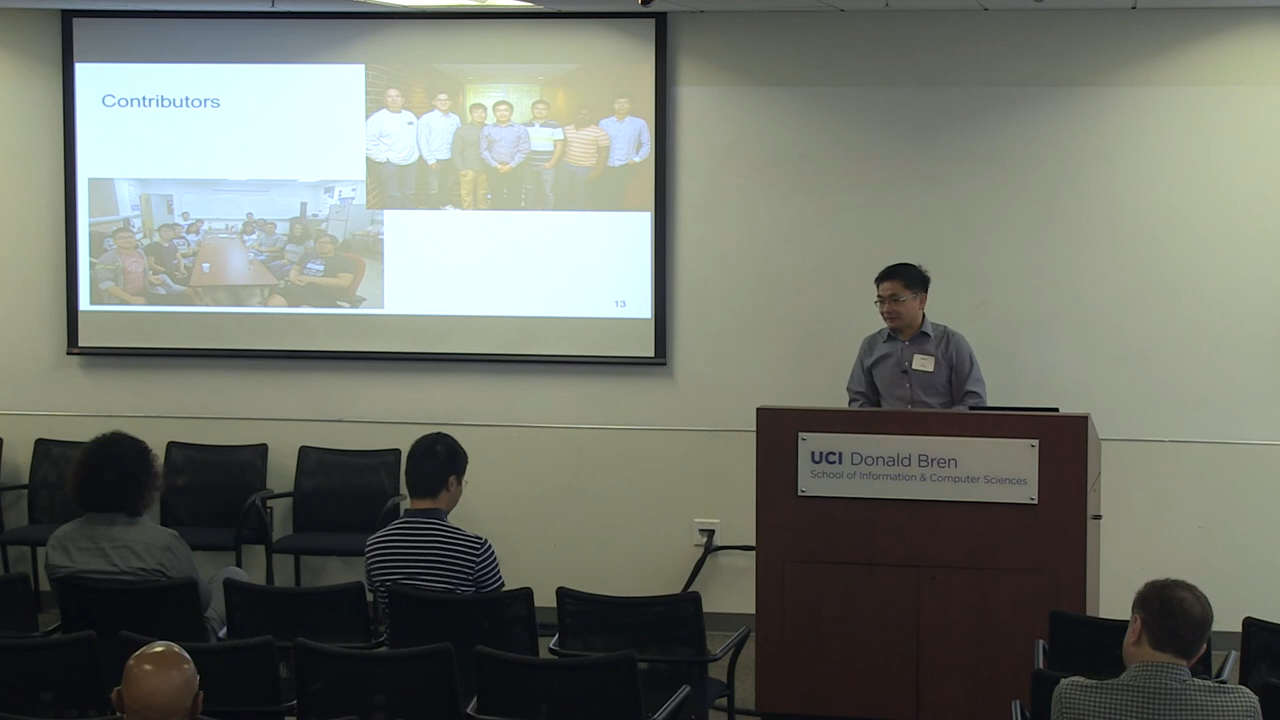 Contributors
13
UCI Donald Bren
School of Information & Computer Sciences